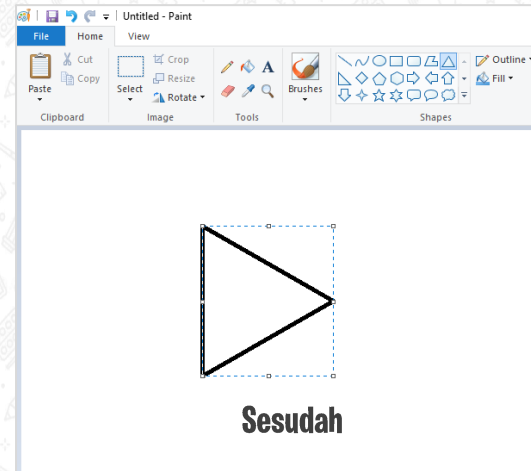 Untitled - Paint
File Home View
Paste
Cut
Copy
Clipboard
Select
Crop
Resize
Rotate
Image
A
Tools
Brushes
Shapes
Outline
Fill
Sesudah